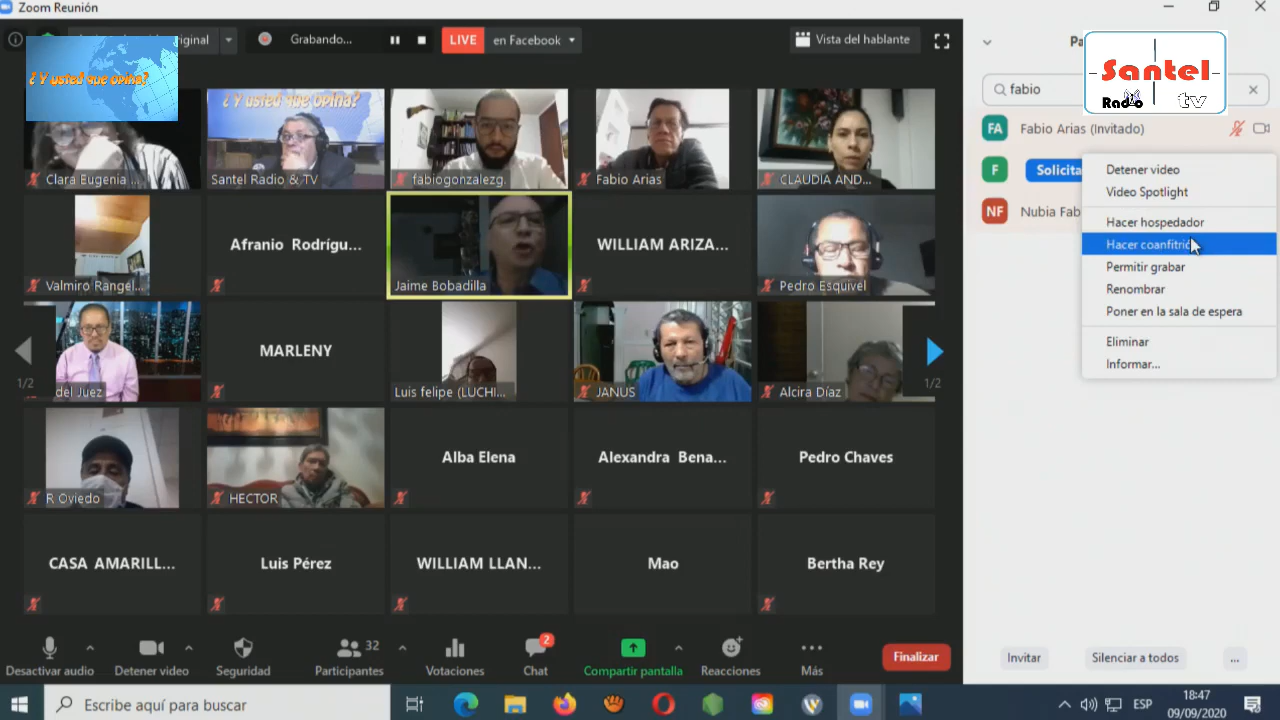 Zoom Reunión
iginal
Grabando...
LIVE
en Facebook
Vista del hablante
¿ Y usted que opina?
Santel
Radio
tv
Pa
fabio
FA
Fabio Arias (Invitado)
F
Solicita
NF
Nubia Fab
Detener video
Video Spotlight
Hacer hospedador
Hacer coanfitrió
Permitir grabar
Renombrar
Poner en la sala de espera
Eliminar
Informar...
¿ Y usted que opina?
Clara Eugenia ...
Santel Radio & TV
fabiogonzalezg.
Fabio Arias
CLAUDIA AND...
Valmiro Rangel...
Afranio Rodrígu...
Jaime Bobadilla
WILLIAM ARIZA...
Pedro Esquivel
del Juez
MARLENY
Luis felipe (LUCHI...
JANUS
Alcira Díaz
1/2
1/2
R Oviedo
HECTOR
Alba Elena
Alexandra Bena...
Pedro Chaves
CASA AMARILL...
Luis Pérez
WILLIAM LLAN...
Mao
Bertha Rey
Desactivar audio
Detener video
Seguridad
32
Participantes
Votaciones
2
Chat
Compartir pantalla
Reacciones
Más
Finalizar
Invitar
Silenciar a todos
...
Escribe aquí para buscar
ESP
18:47
09/09/2020